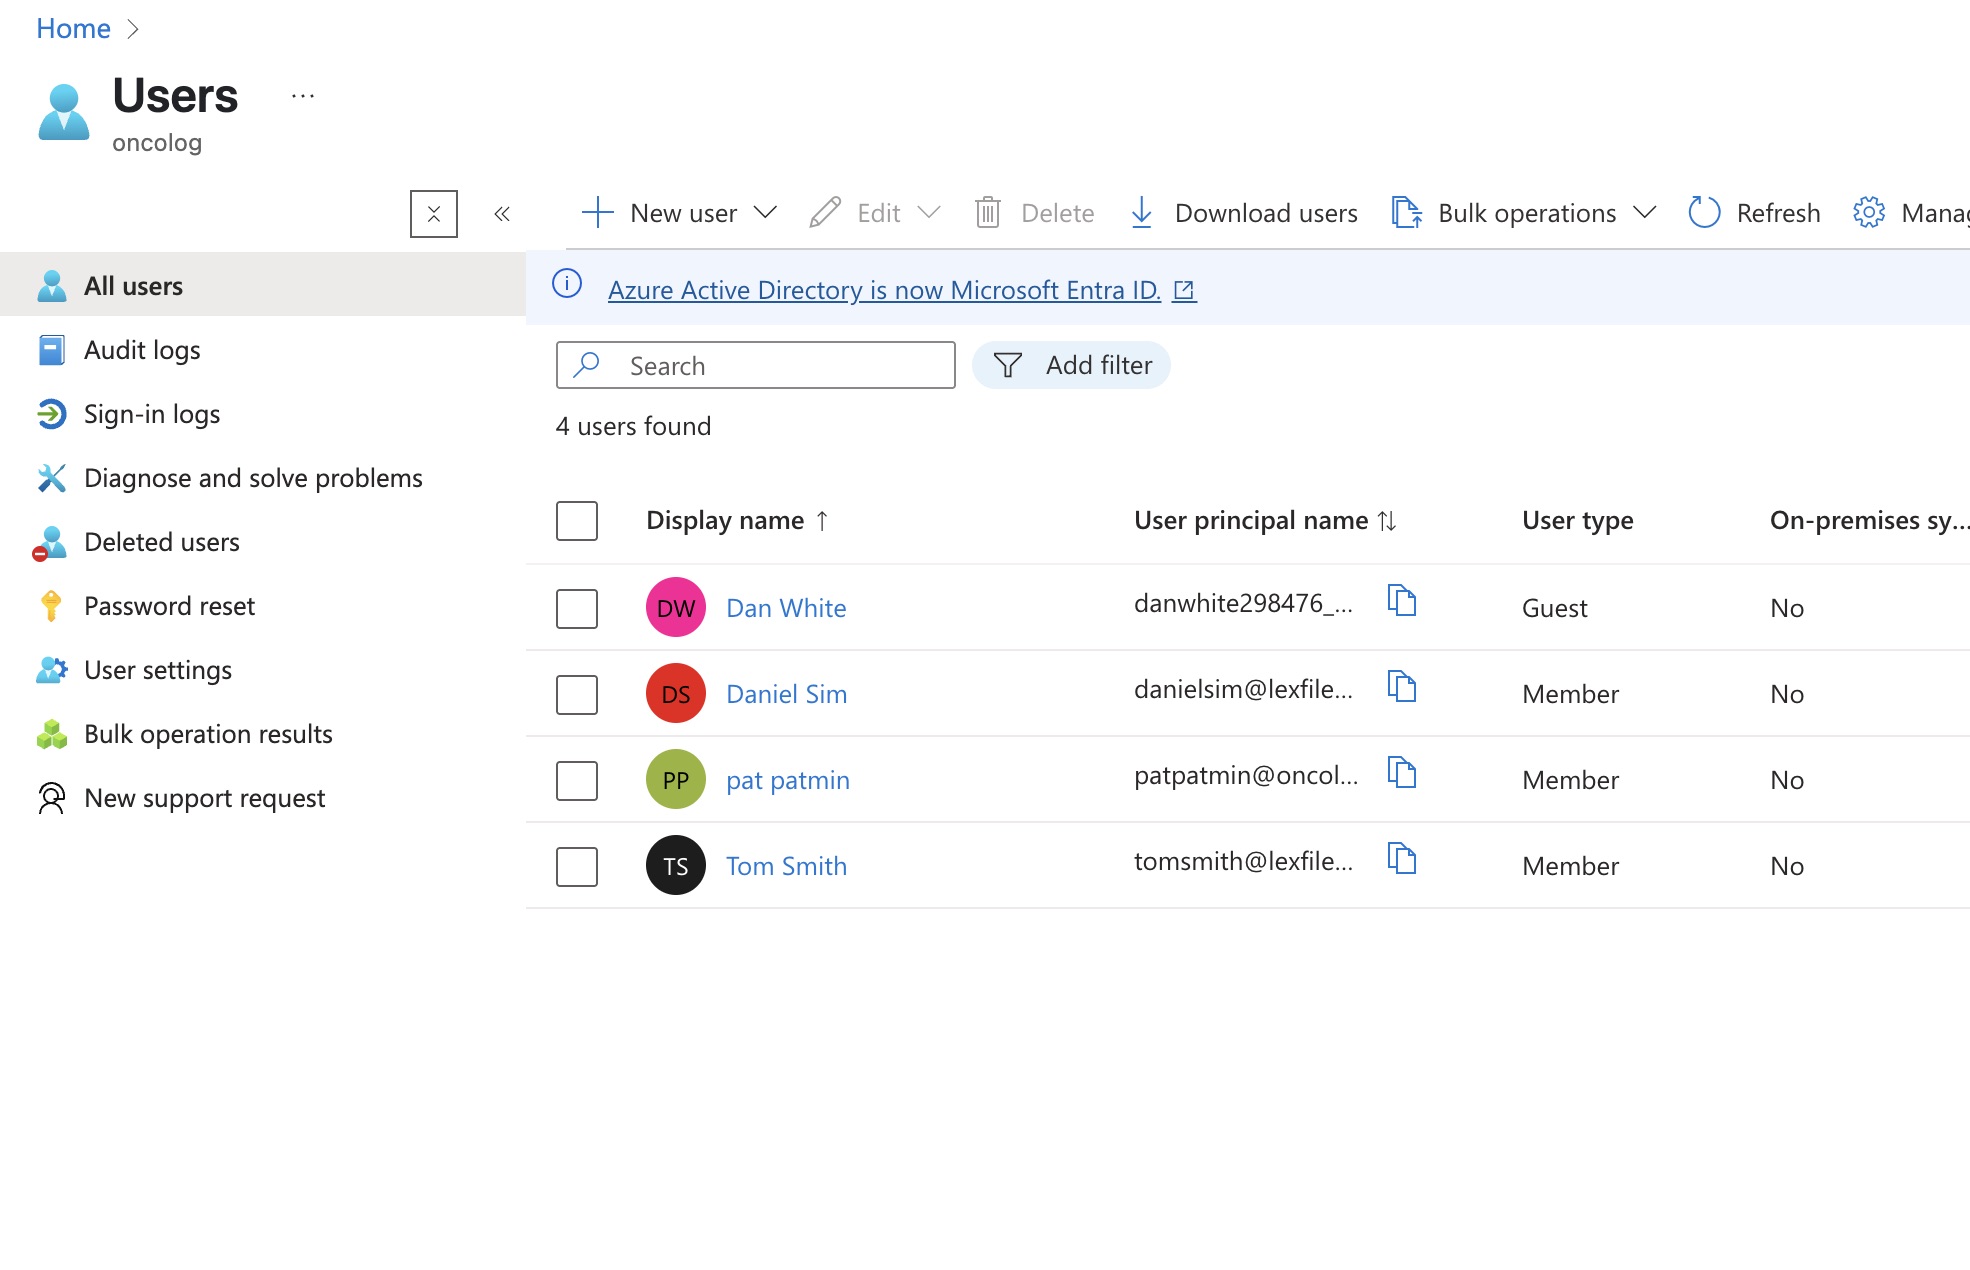 Home
Users ...
oncolog
New user Edit Delete Download users Bulk operations Refresh Manag
All users
Audit logs
Sign-in logs
Diagnose and solve problems
Deleted users
Password reset
User settings
Bulk operation results
New support request
Azure Active Directory is now Microsoft Entra ID.
Search Add filter
4 users found
Display name ↑ User principal name ↑↓ User type On-premises sy...
DW Dan White danwhite298476_... Guest No
DS Daniel Sim danielsim@lexfile... Member No
PP pat patmin patpatmin@oncol... Member No
TS Tom Smith tomsmith@lexfile... Member No